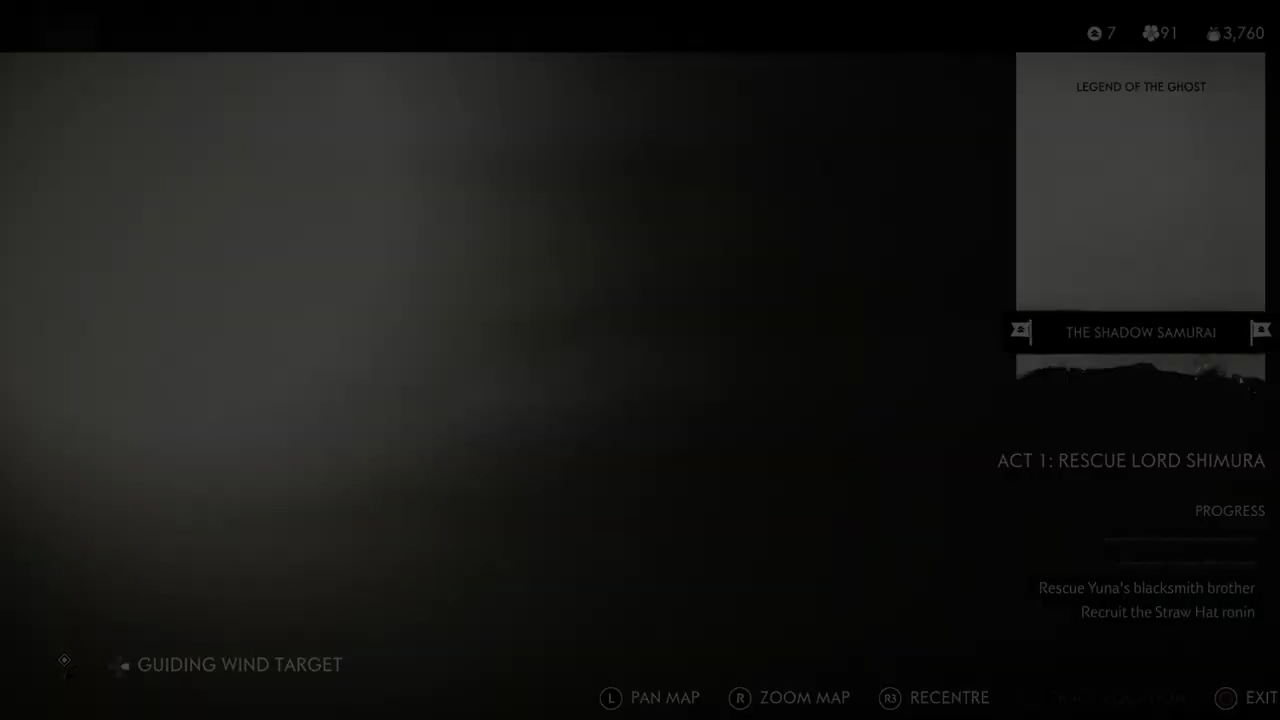 7 91 3,760
LEGEND OF THE GHOST
THE SHADOW SAMURAI
ACT 1: RESCUE LORD SHIMURA
PROGRESS
Rescue Yuna's blacksmith brother
Recruit the Straw Hat ronin
GUIDING WIND TARGET
L PAN MAP R ZOOM MAP R3 RECENTRE EXIT